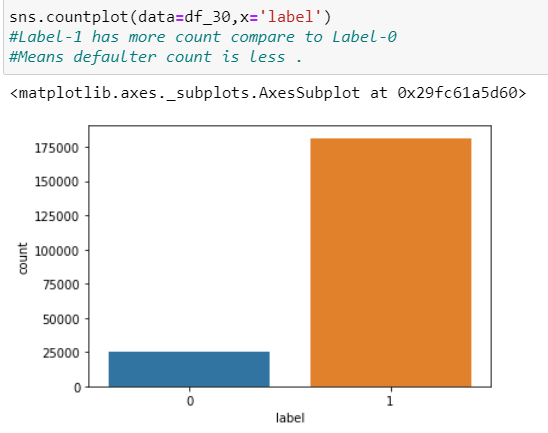 sns.countplot(data=df_30,x='label')
#Label-1 has more count compare to Label-0
#Means defaulter count is less .
<matplotlib.axes._subplots.AxesSubplot at 0x29fc61a5d60>
175000
150000
125000
100000
75000
50000
25000
0
count
0 1
label